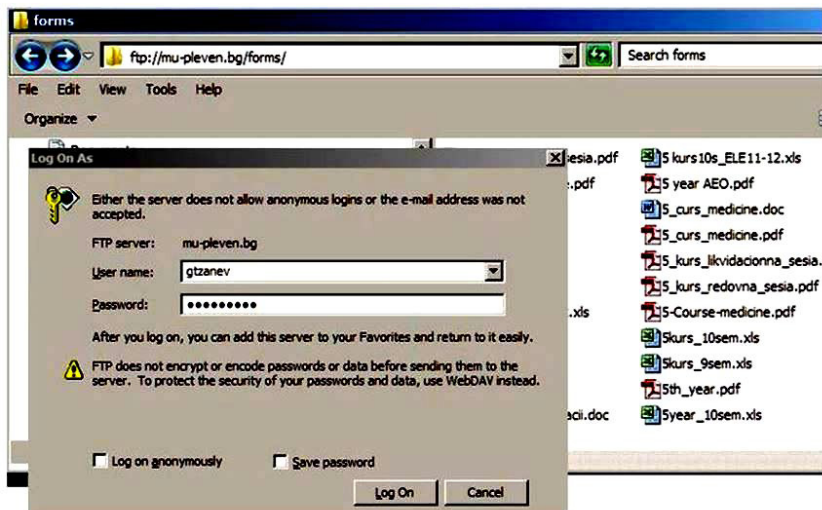 forms
ftp://mu-pleven.bg/forms/
Search forms
File Edit View Tools Help
Organize
Log On As
Either the server does not allow anonymous logins or the e-mail address was not
accepted.
FTP server: mu-pleven.bg
User name: gtzanev
Password: •••••••••
After you log on, you can add this server to your Favorites and return to it easily.
FTP does not encrypt or encode passwords or data before sending them to the
server. To protect the security of your passwords and data, use WebDAV instead.
Log on anonymously
Save password
Log On
Cancel
sesia.pdf
.pdf
.xls
acii.doc
5 kurs10s_ELE11-12.xls
5 year AEO.pdf
5_curs_medicine.doc
5_curs_medicine.pdf
5_kurs_likvidacionna_sesia.
5_kurs_redovna_sesia.pdf
5-Course-medicine.pdf
5kurs_10sem.xls
5kurs_9sem.xls
5th_year.pdf
5year_10sem.xls